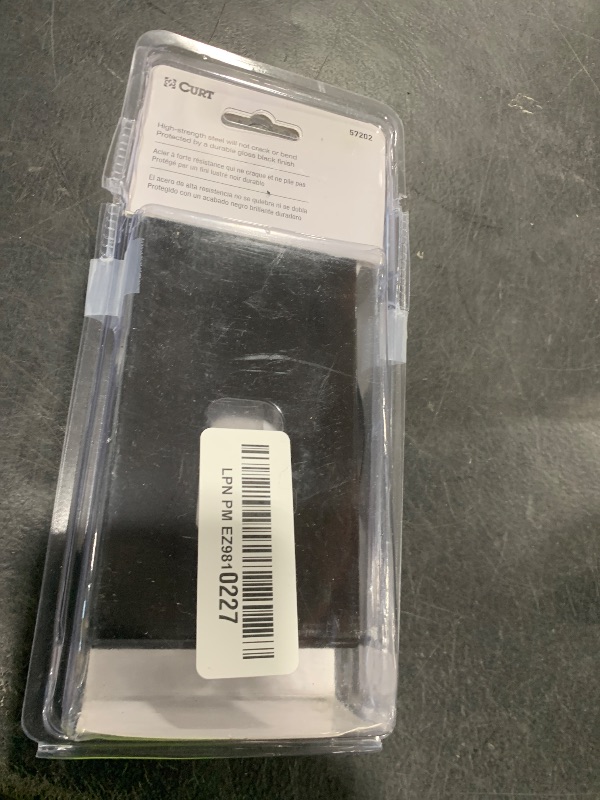 CURT
57202
High-strength steel will not crack or bend
Protected by a durable gloss black finish
Acier à forte résistance qui ne craque et ne plie pas
Protégé par un fini lustré noir durable
El acero de alta resistencia no se quiebra ni se dobla
Protegido con un acabado negro brillante duradero
LPN PM EZ9810227